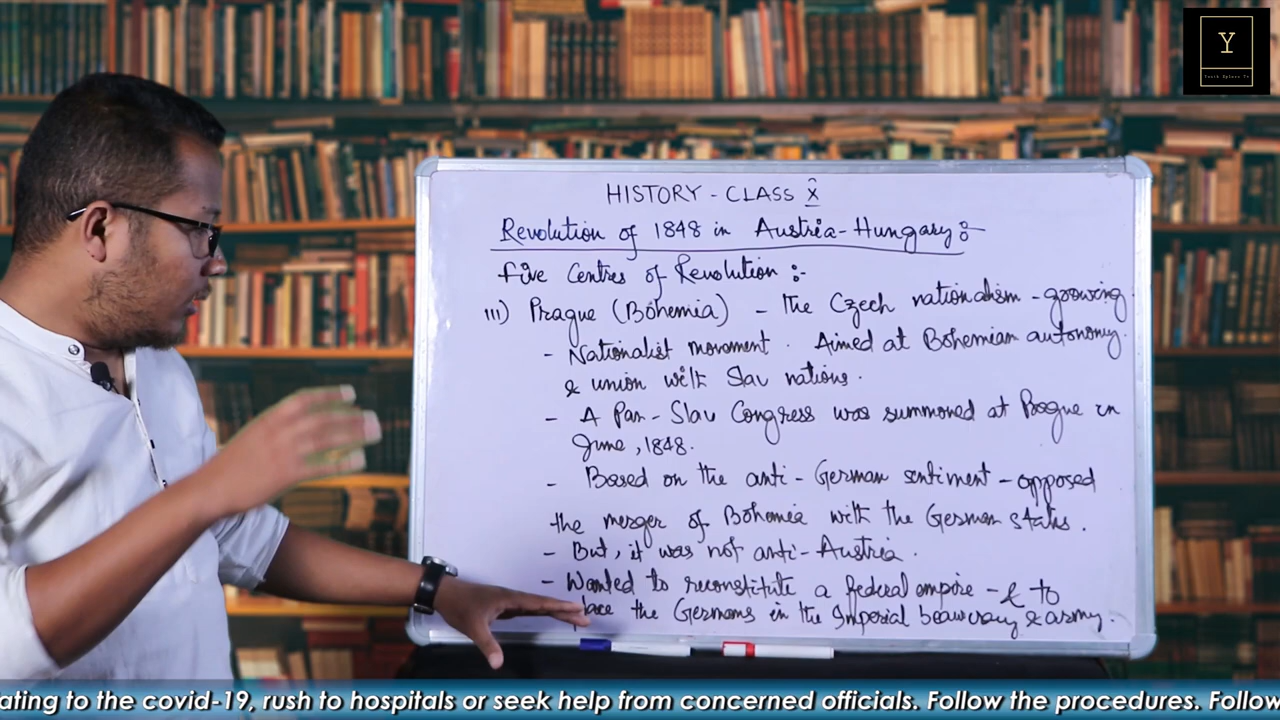 Y
HISTORY - CLASS X
Revolution of 1848 in Austria-Hungary :-
Five Centres of Revolution :-
III) Prague (Bohemia) - the Czech nationalism - growing.
- Nationalist movement. Aimed at Bohemian autonomy.
& union with Slav nations.
- A Pan-Slav Congress was summoned at Prague in
June, 1848.
- Based on the anti-German sentiment - opposed
the merger of Bohemia with the German states.
- But, it was not anti-Austria.
- Wanted to reconstitute a federal empire - & to
the Germans in the Imperial & army.
ating to the covid-19, rush to hospitals or seek help from concerned officials. Follow the procedures. Follow